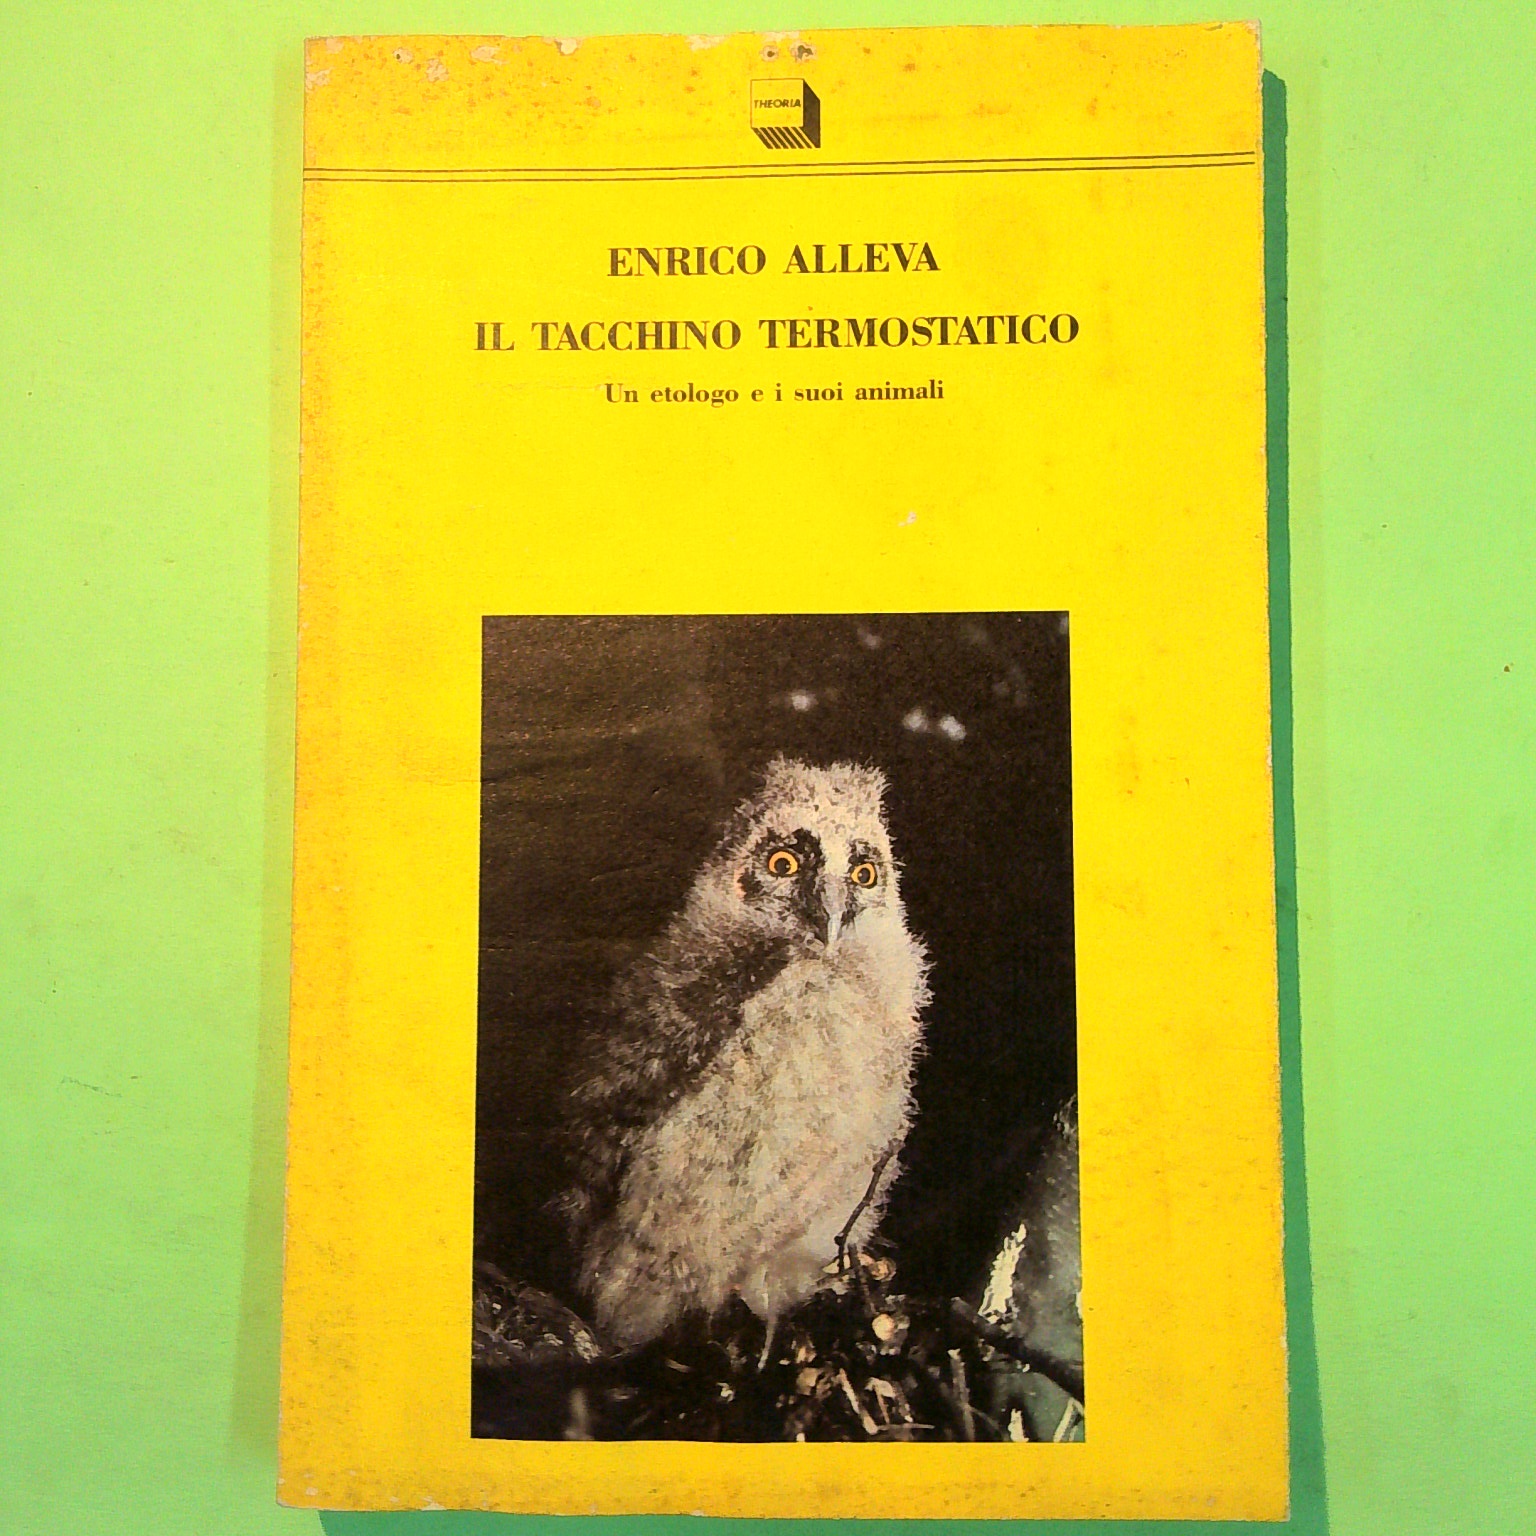 THEORIA
ENRICO ALLEVA
IL TACCHINO TERMOSTATICO
Un etologo e i suoi animali